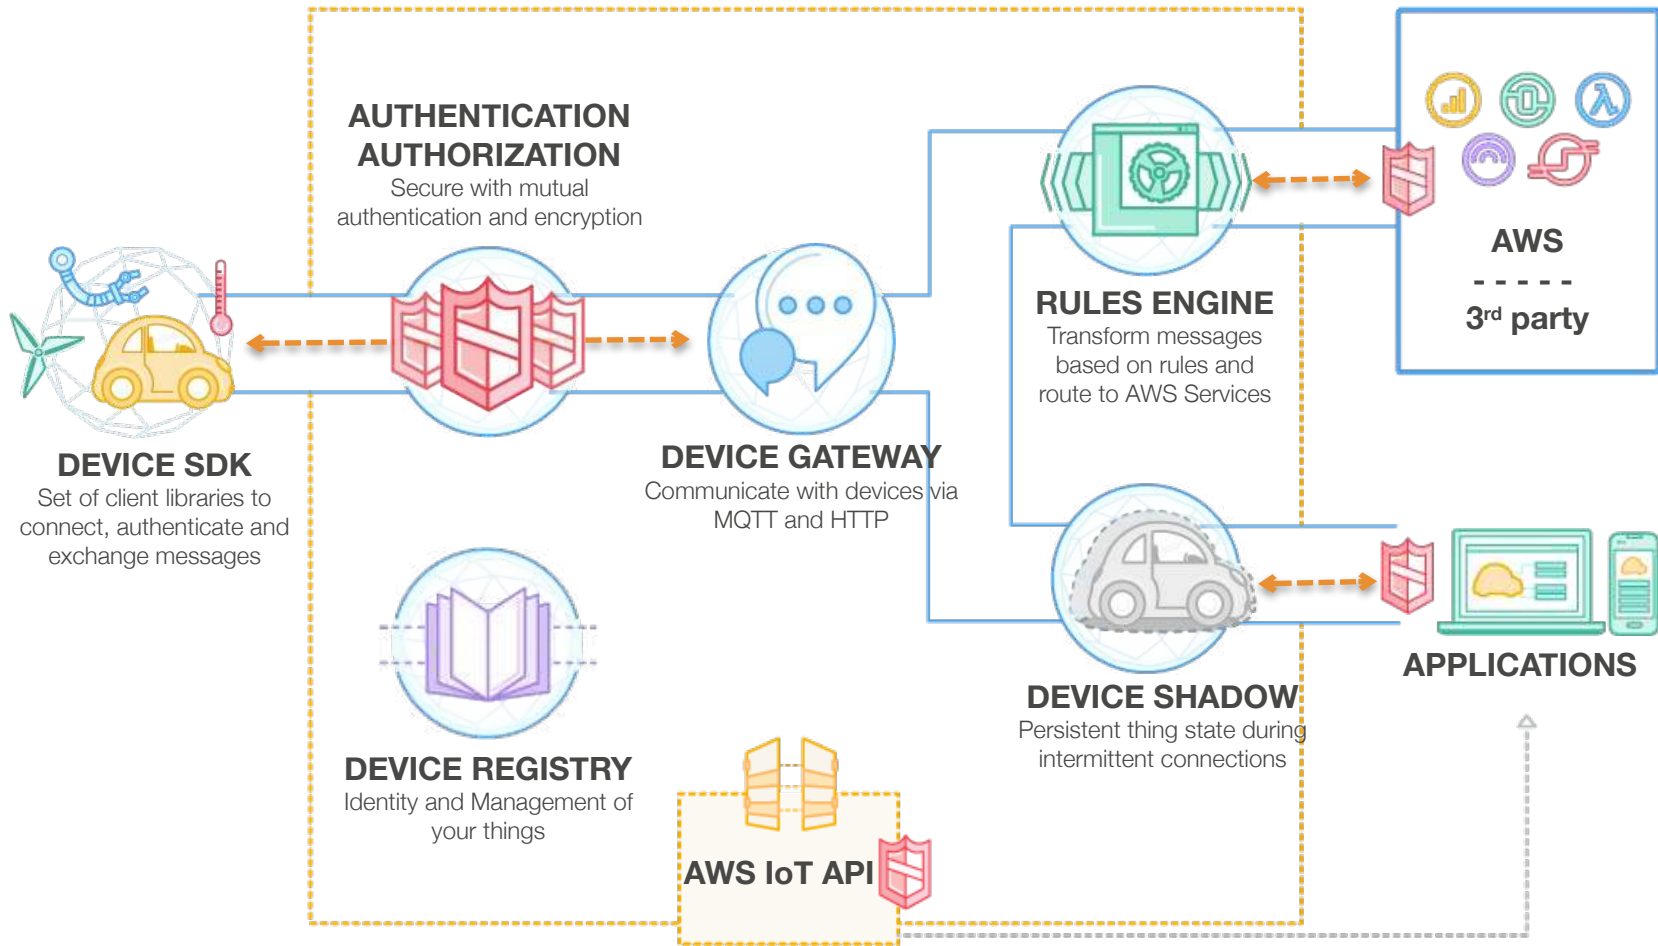 AUTHENTICATION
AUTHORIZATION
Secure with mutual
authentication and encryption
DEVICE SDK
Set of client libraries to
connect, authenticate and
exchange messages
DEVICE GATEWAY
Communicate with devices via
MQTT and HTTP
RULES ENGINE
Transform messages
based on rules and
route to AWS Services
AWS
- - - - -
3rd party
DEVICE SHADOW
Persistent thing state during
intermittent connections
APPLICATIONS
DEVICE REGISTRY
Identity and Management of
your things
AWS IoT API